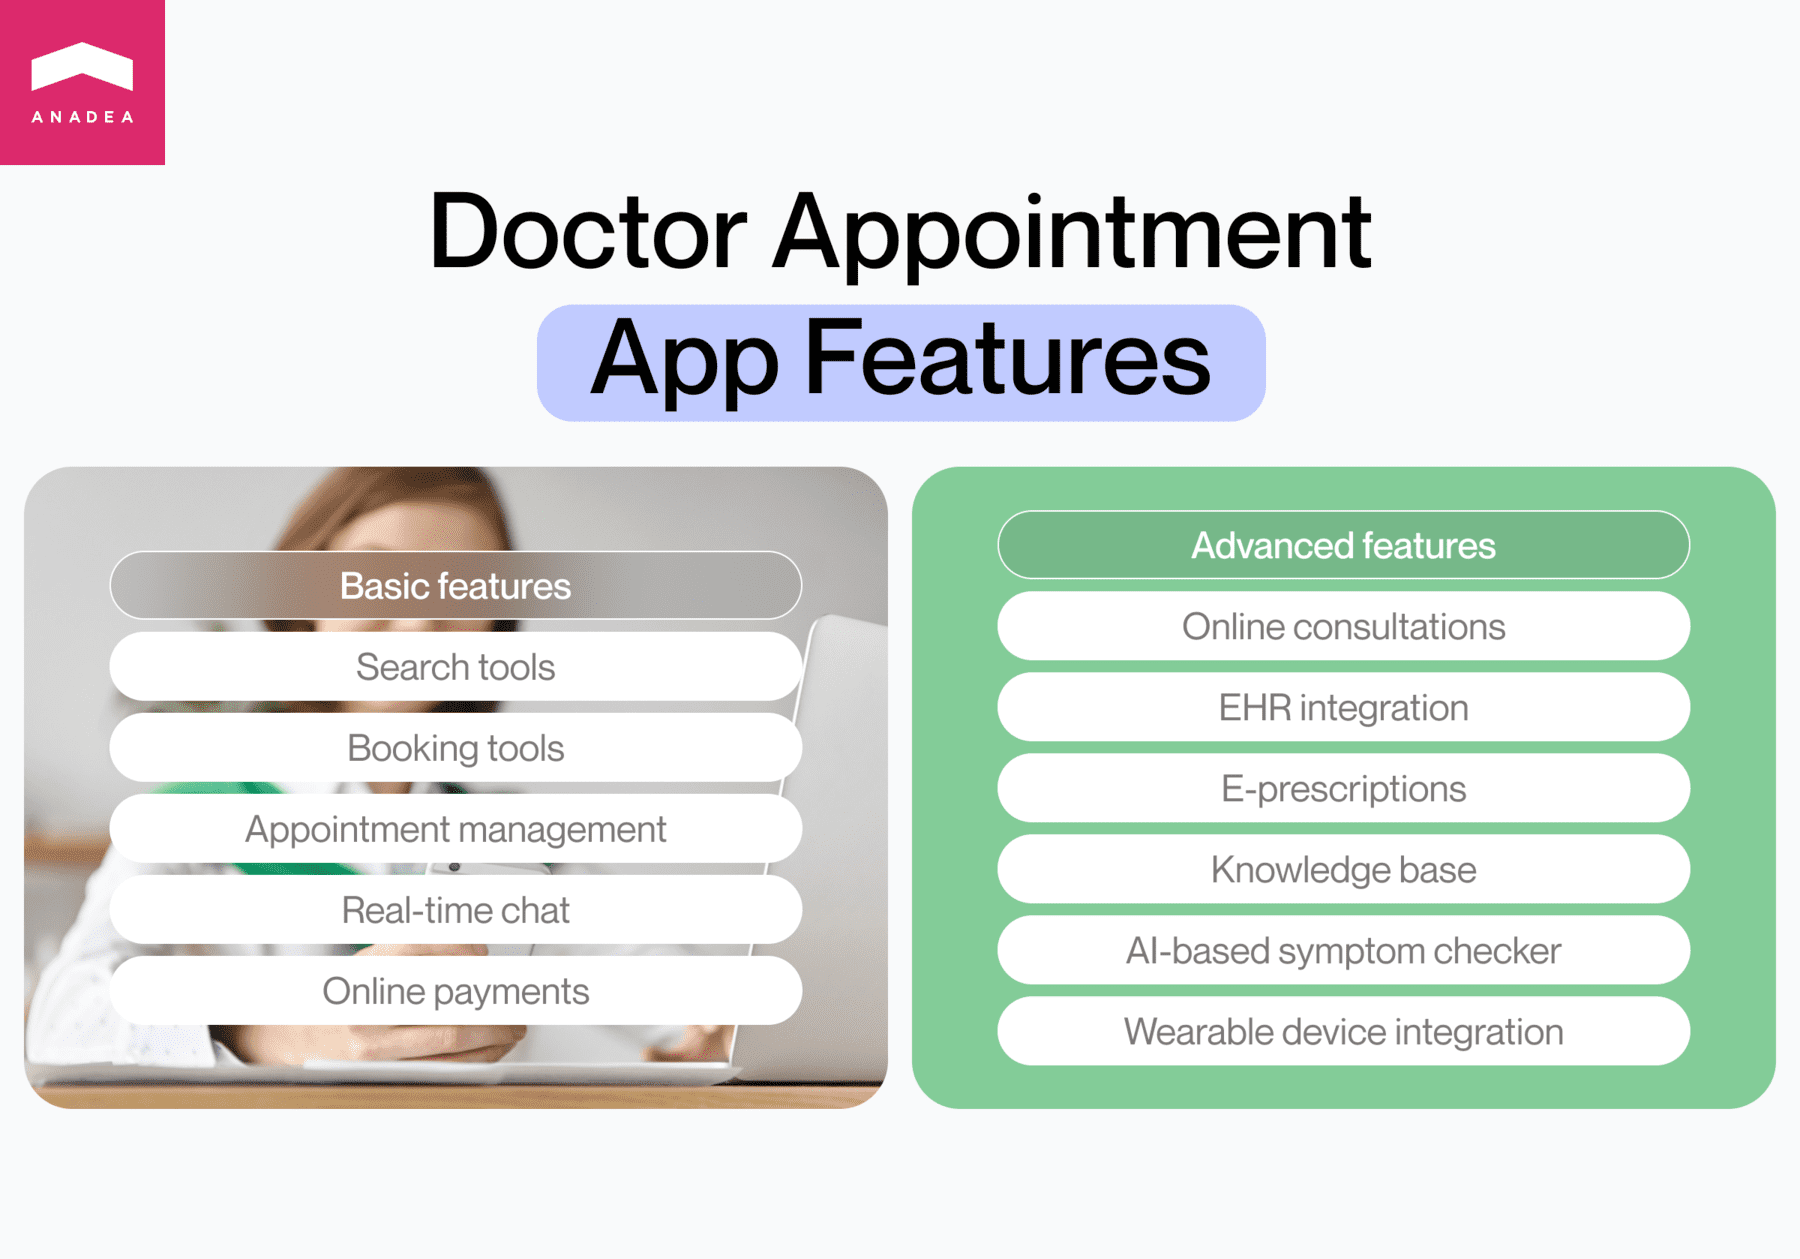 ANADEA
Doctor Appointment
App Features
Basic features
Search tools
Booking tools
Appointment management
Real-time chat
Online payments
Advanced features
Online consultations
EHR integration
E-prescriptions
Knowledge base
AI-based symptom checker
Wearable device integration